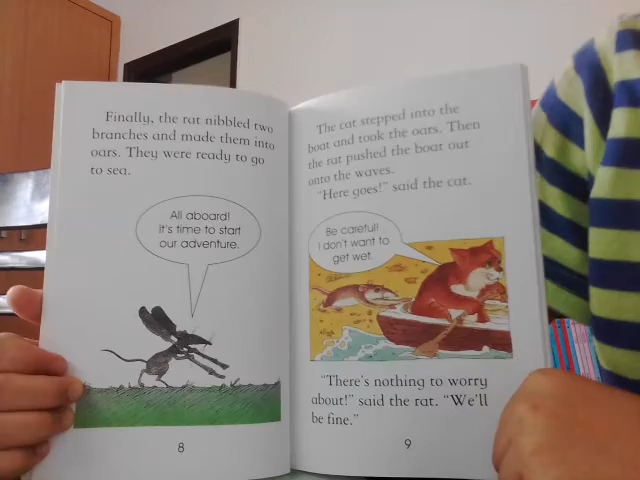 Finally, the rat nibbled two
branches and made them into
oars. They were ready to go
to sea.
All aboard!
It's time to start
our adventure.
8
The cat stepped into the
boat and took the oars. Then
the rat pushed the boat out
onto the waves.
"Here goes!" said the cat.
Be careful!
I don't want to
get wet.
"There's nothing to worry
about!" said the rat. "We'll
be fine."
9